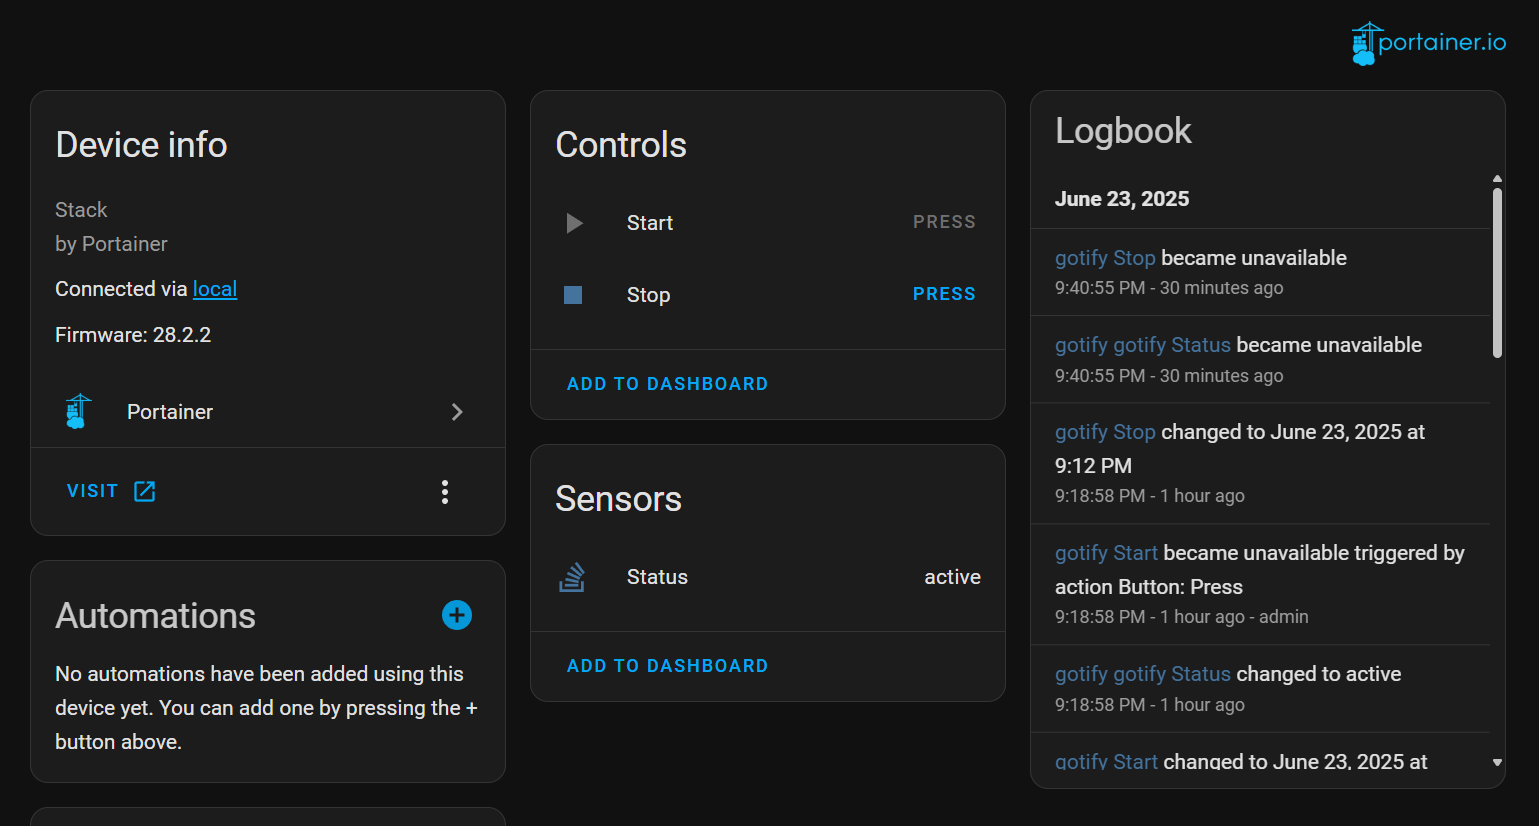 portainer.io
Device info
Stack
by Portainer
Connected via local
Firmware: 28.2.2
Portainer
VISIT
Automations
No automations have been added using this
device yet. You can add one by pressing the +
button above.
Controls
Start PRESS
Stop PRESS
ADD TO DASHBOARD
Sensors
Status active
ADD TO DASHBOARD
Logbook
June 23, 2025
gotify Stop became unavailable
9:40:55 PM - 30 minutes ago
gotify gotify Status became unavailable
9:40:55 PM - 30 minutes ago
gotify Stop changed to June 23, 2025 at
9:12 PM
9:18:58 PM - 1 hour ago
gotify Start became unavailable triggered by
action Button: Press
9:18:58 PM - 1 hour ago - admin
gotify gotify Status changed to active
9:18:58 PM - 1 hour ago
gotify Start changed to June 23, 2025 at